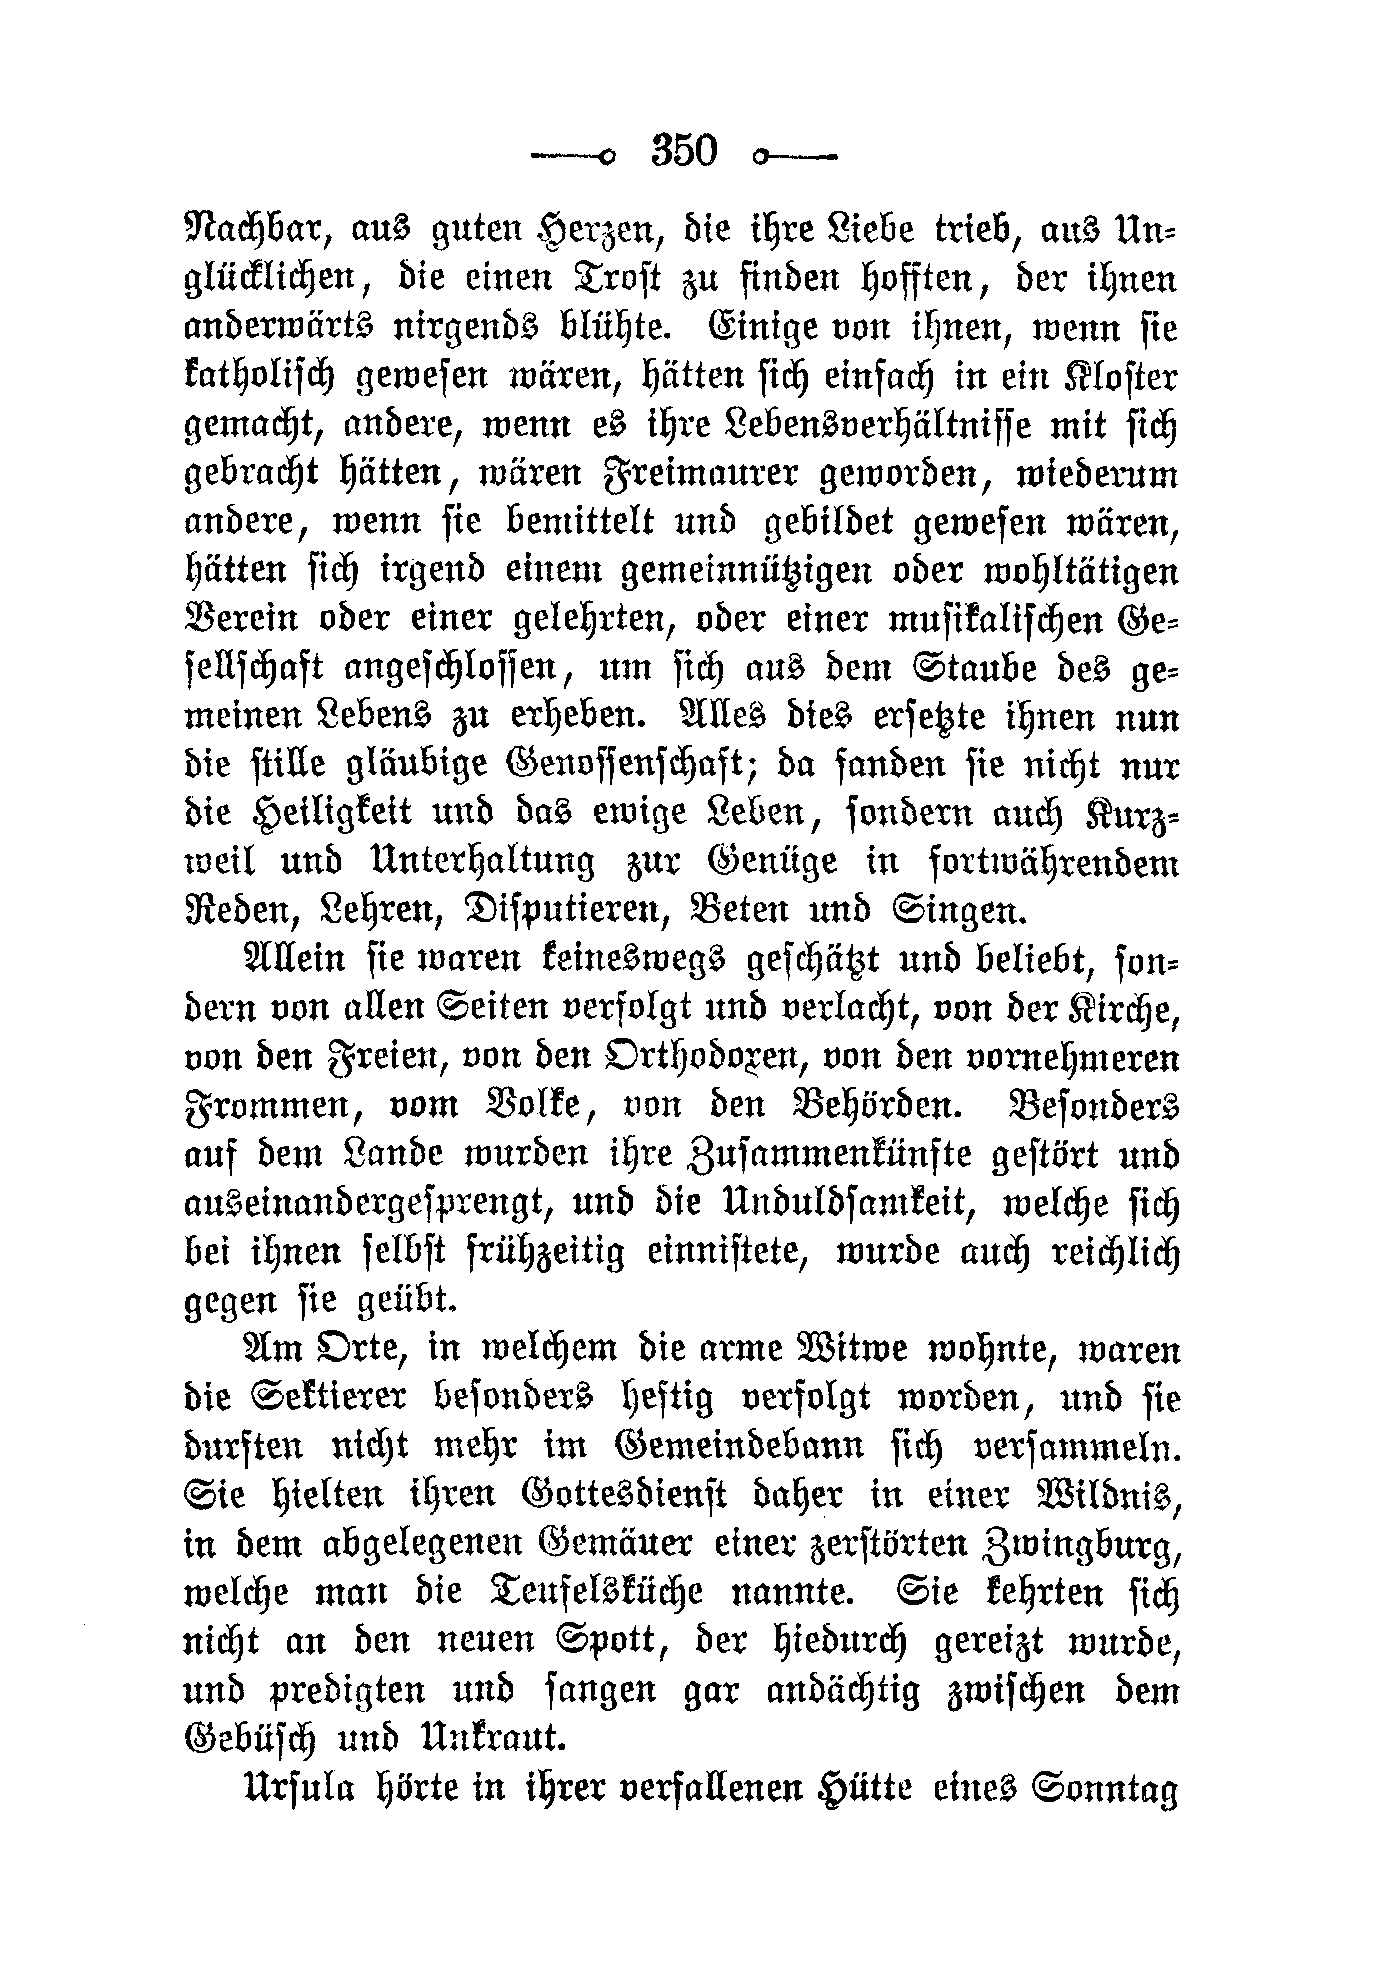 350
Nachbar, aus guten Herzen, die ihre Liebe trieb, aus Un-
glücklichen, die einen Trost zu finden hofften, der ihnen
anderwärts nirgends blühte. Einige von ihnen, wenn sie
katholisch gewesen wären, hätten sich einfach in ein Kloster
gemacht, andere, wenn es ihre Lebensverhältnisse mit sich
gebracht hätten, wären Freimaurer geworden, wiederum
andere, wenn sie bemittelt und gebildet gewesen wären,
hätten sich irgend einem gemeinnützigen oder wohltätigen
Verein oder einer gelehrten, oder einer musikalischen Ge-
sellschaft angeschlossen, um sich aus dem Staube des ge-
meinen Lebens zu erheben. Alles dies ersetzte ihnen nun
die stille gläubige Genossenschaft; da fanden sie nicht nur
die Heiligkeit und das ewige Leben, sondern auch Kurz-
weil und Unterhaltung zur Genüge in fortwährendem
Reden, Lehren, Disputieren, Beten und Singen.
Allein sie waren keineswegs geschätzt und beliebt, son-
dern von allen Seiten verfolgt und verlacht, von der Kirche,
von den Freien, von den Orthodoxen, von den vornehmeren
Frommen, vom Volke, von den Behörden. Besonders
auf dem Lande wurden ihre Zusammenkünfte gestört und
auseinandergesprengt, und die Unduldsamkeit, welche sich
bei ihnen selbst frühzeitig einnistete, wurde auch reichlich
gegen sie geübt.
Am Orte, in welchem die arme Witwe wohnte, waren
die Sektierer besonders heftig verfolgt worden, und sie
durften nicht mehr im Gemeindebann sich versammeln.
Sie hielten ihren Gottesdienst daher in einer Wildnis,
in dem abgelegenen Gemäuer einer zerstörten Zwingburg,
welche man die Teufelsküche nannte. Sie kehrten sich
nicht an den neuen Spott, der hiedurch gereizt wurde,
und predigten und sangen gar andächtig zwischen dem
Gebüsch und Unkraut.
Ursula hörte in ihrer verfallenen Hütte eines Sonntag